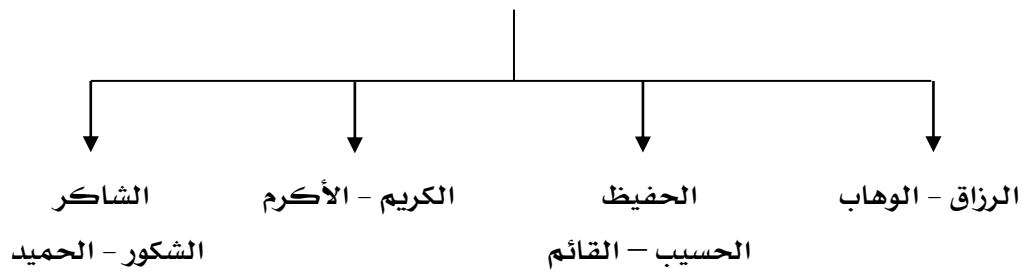 الرزاق – الوهاب
الحفيظ
الحسيب – القائم
الكريم – الأكرم
الشاكر
الشكور – الحميد